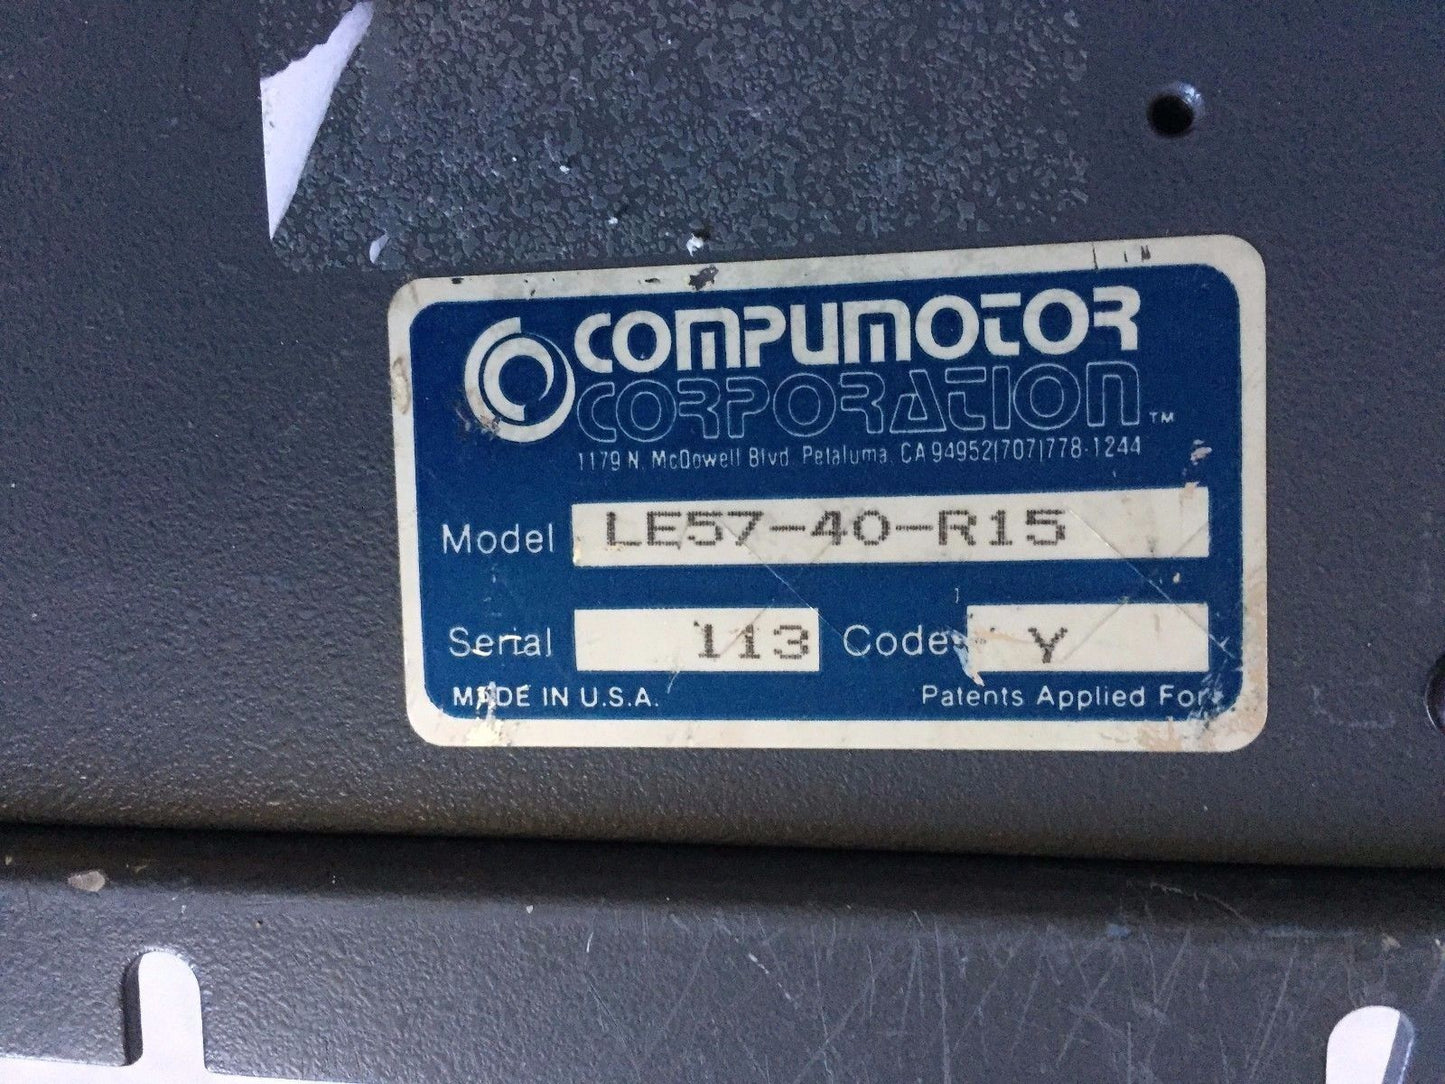 COMPUMOTOR
CORPORATION™
1179 N. McDowell Blvd. Petaluma, CA 94952(707)778-1244
Model LE57-40-R15
Serial 113 Code Y
MADE IN U.S.A. Patents Applied For